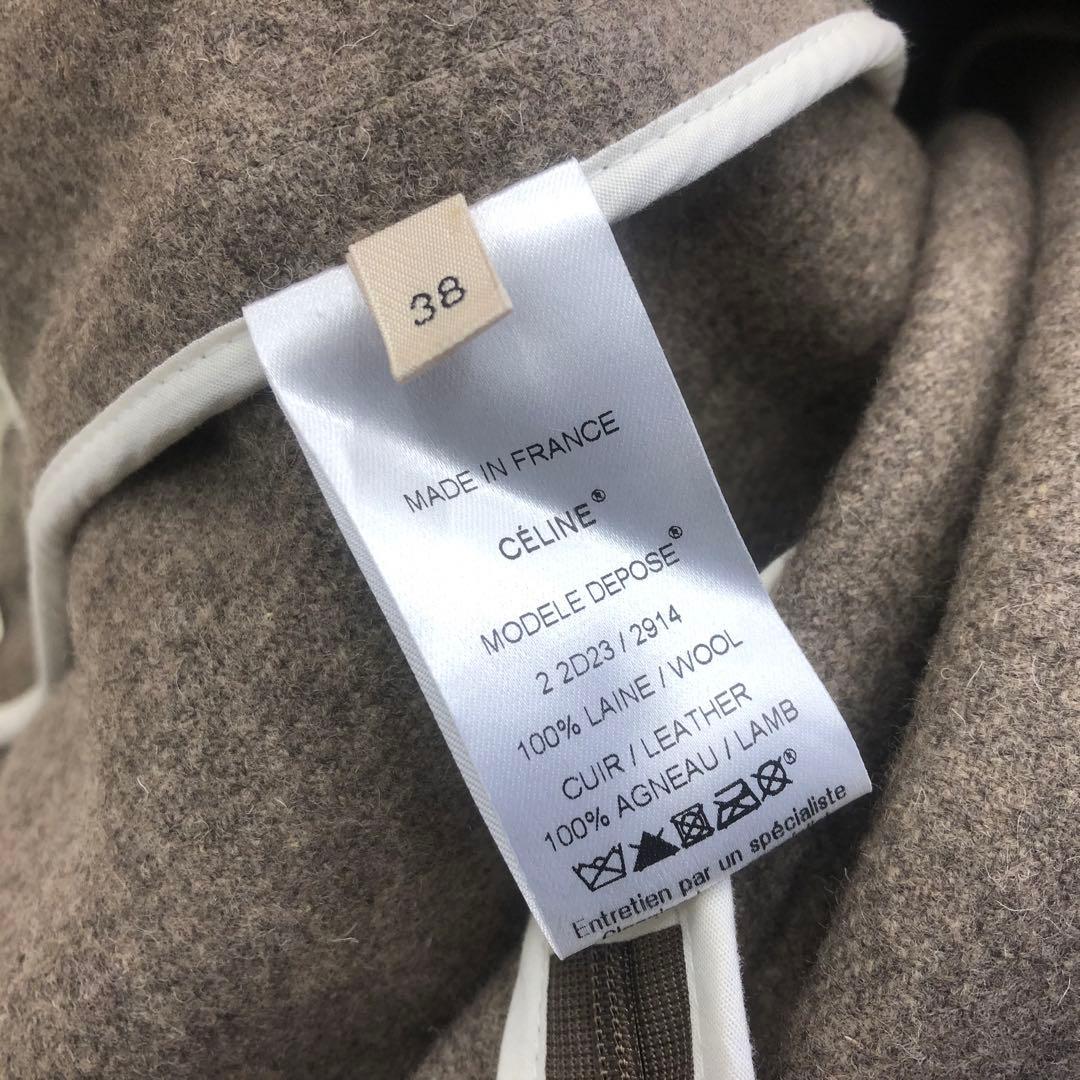 38
MADE IN FRANCE
CÉLINE®
MODELE DEPOSE®
2 2D23 / 2914
100% LAINE / WOOL
CUIR / LEATHER
100% AGNEAU / LAMB
Entretien par un spécialiste